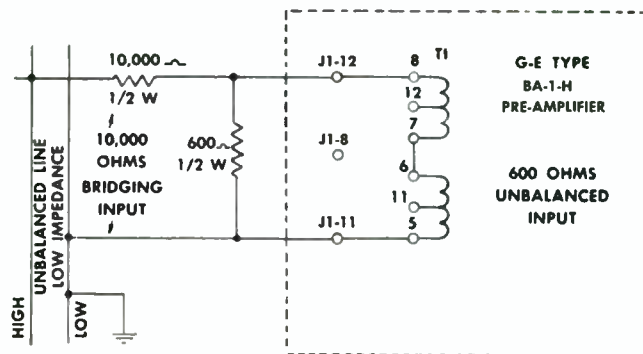 10,000 ⌢
1/2 W
10,000
OHMS
BRIDGING
INPUT
600 ⌢
1/2 W
UNBALANCED LINE
LOW IMPEDANCE
HIGH
LOW
J1-12
J1-8
J1-11
8
T1
12
7
6
11
5
G-E TYPE
BA-1-H
PRE-AMPLIFIER
600 OHMS
UNBALANCED
INPUT